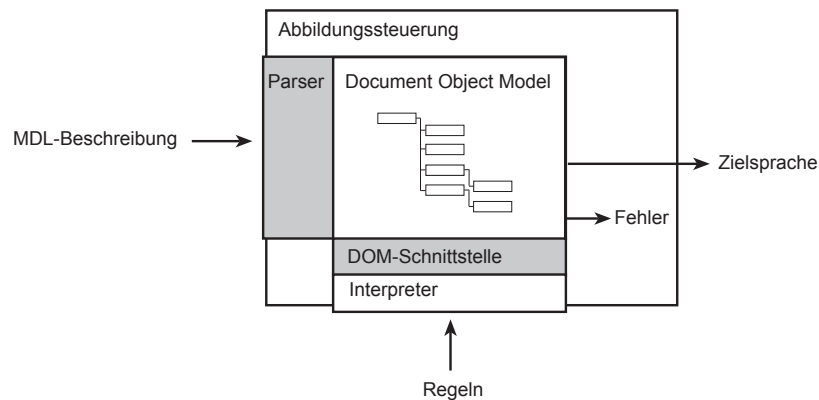 Abbildungssteuerung
Parser
Document Object Model
MDL-Beschreibung
Zielsprache
Fehler
DOM-Schnittstelle
Interpreter
Regeln